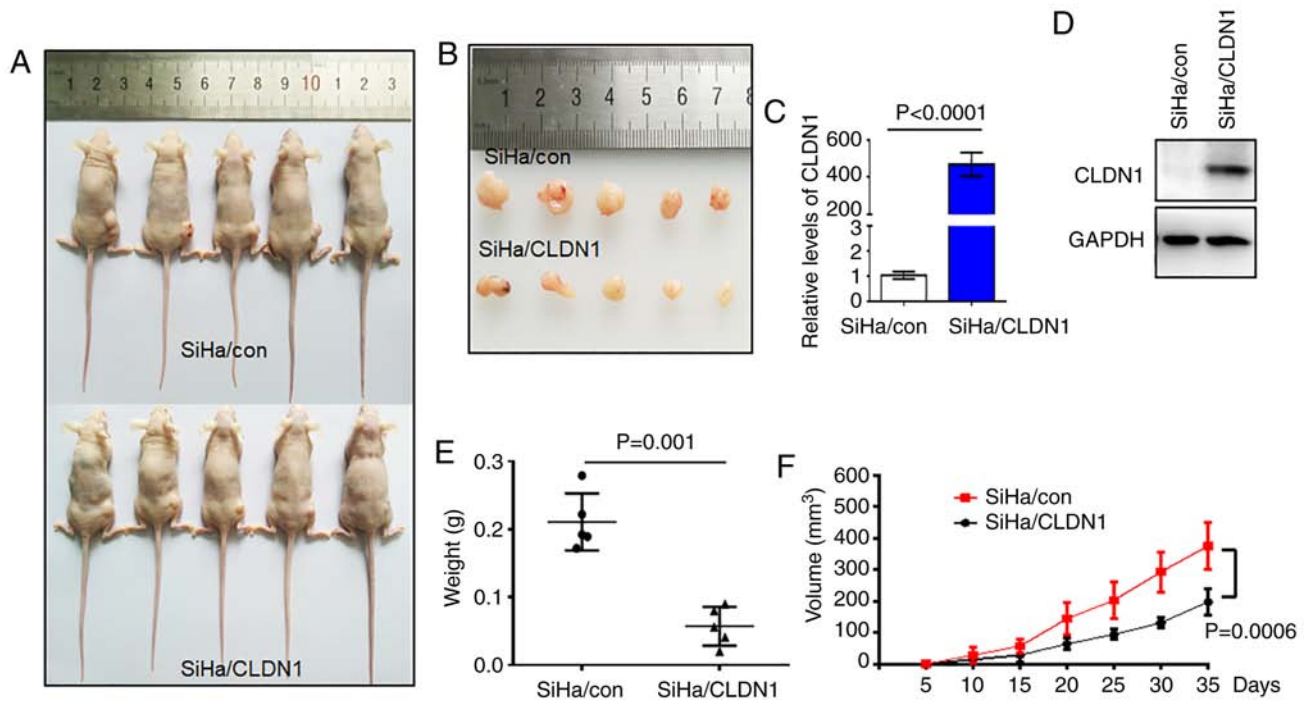 A
1 2 3 4 5 6 7 8 9 10 1 2 3
SiHa/con
SiHa/CLDN1
B
1 2 3 4 5 6 7 8
SiHa/con
SiHa/CLDN1
C
P<0.0001
Relative levels of CLDN1
600
400
200
3
2
1
0
SiHa/con SiHa/CLDN1
D
SiHa/con
SiHa/CLDN1
CLDN1
GAPDH
E
P=0.001
Weight (g)
0.3
0.2
0.1
0.0
SiHa/con SiHa/CLDN1
F
SiHa/con
SiHa/CLDN1
Volume (mm³)
600
500
400
300
200
100
0
P=0.0006
5 10 15 20 25 30 35 Days